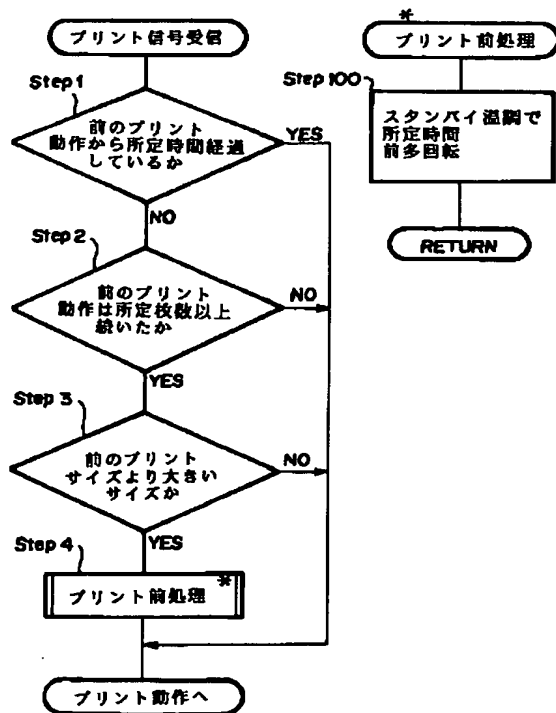 プリント信号受信
Step 1
前のプリント
動作から所定時間経過
しているか
YES
NO
Step 2
前のプリント
動作は所定枚数以上
続いたか
NO
YES
Step 3
前のプリント
サイズより大きい
サイズか
NO
YES
Step 4
プリント前処理 *
プリント動作へ
*
プリント前処理
Step 100
スタンバイ温調で
所定時間
前多回転
RETURN